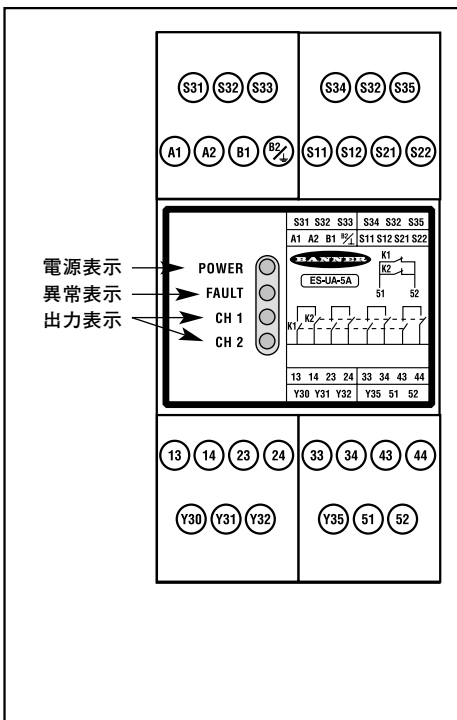 S31 S32 S33 S34 S32 S35
A1 A2 B1 B2/⏚ S11 S12 S21 S22
S31 S32 S33 S34 S32 S35
A1 A2 B1 B2/⏚ S11 S12 S21 S22
BANNER
K1
K2
ES-UA-5A
51 52
電源表示 POWER
異常表示 FAULT
出力表示 CH 1
CH 2
K1 K2
13 14 23 24 33 34 43 44
Y30 Y31 Y32 Y35 51 52
13 14 23 24 33 34 43 44
Y30 Y31 Y32 Y35 51 52